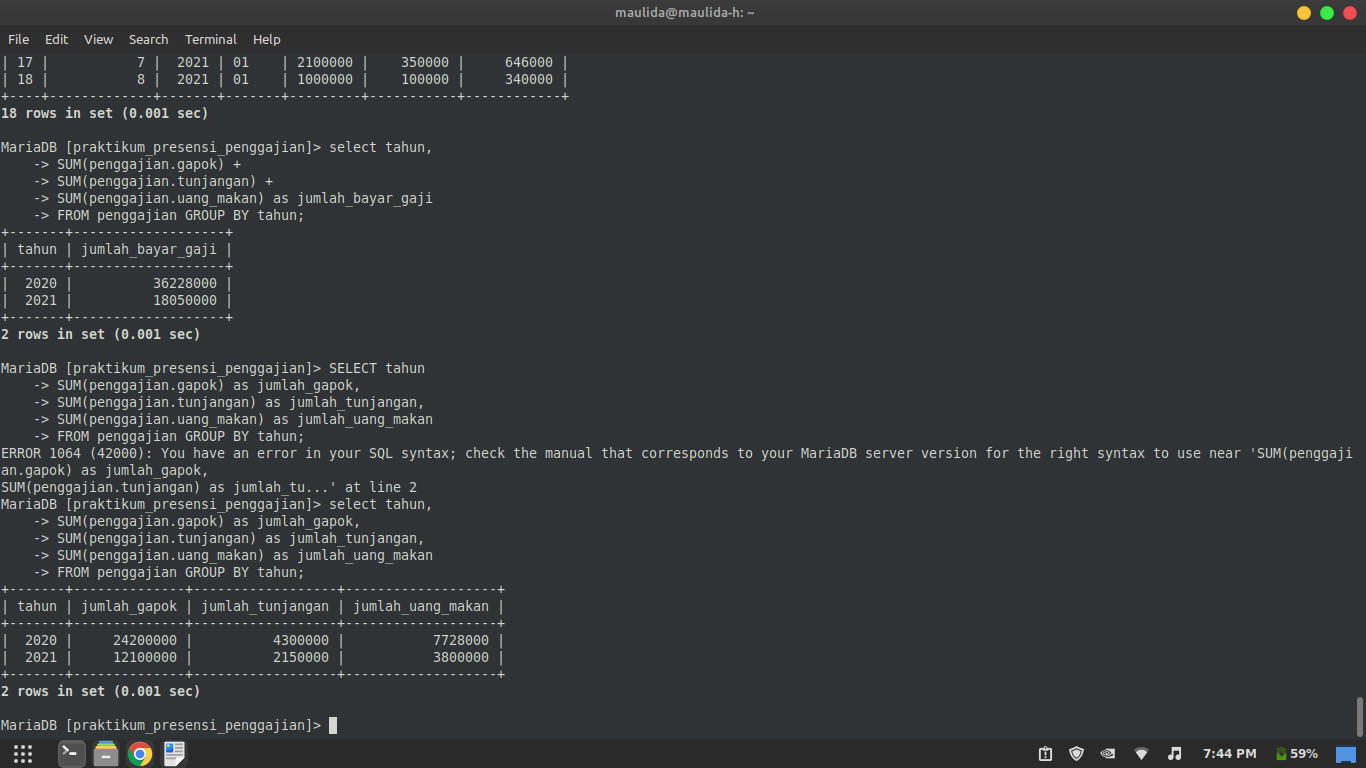 maulida@maulida-h: ~
File Edit View Search Terminal Help
| 17 |           7 |  2021 | 01    | 2100000 |    350000 |     646000 |
| 18 |           8 |  2021 | 01    | 1000000 |    100000 |     340000 |
+----+-------------+-------+-------+---------+-----------+------------+
18 rows in set (0.001 sec)
MariaDB [praktikum_presensi_penggajian]> select tahun,
    -> SUM(penggajian.gapok) +
    -> SUM(penggajian.tunjangan) +
    -> SUM(penggajian.uang_makan) as jumlah_bayar_gaji
    -> FROM penggajian GROUP BY tahun;
+-------+-------------------+
| tahun | jumlah_bayar_gaji |
+-------+-------------------+
|  2020 |          36228000 |
|  2021 |          18050000 |
+-------+-------------------+
2 rows in set (0.001 sec)
MariaDB [praktikum_presensi_penggajian]> SELECT tahun
    -> SUM(penggajian.gapok) as jumlah_gapok,
    -> SUM(penggajian.tunjangan) as jumlah_tunjangan,
    -> SUM(penggajian.uang_makan) as jumlah_uang_makan
    -> FROM penggajian GROUP BY tahun;
ERROR 1064 (42000): You have an error in your SQL syntax; check the manual that corresponds to your MariaDB server version for the right syntax to use near 'SUM(penggaji
an.gapok) as jumlah_gapok,
SUM(penggajian.tunjangan) as jumlah_tu...' at line 2
MariaDB [praktikum_presensi_penggajian]> select tahun,
    -> SUM(penggajian.gapok) as jumlah_gapok,
    -> SUM(penggajian.tunjangan) as jumlah_tunjangan,
    -> SUM(penggajian.uang_makan) as jumlah_uang_makan
    -> FROM penggajian GROUP BY tahun;
+-------+--------------+------------------+-------------------+
| tahun | jumlah_gapok | jumlah_tunjangan | jumlah_uang_makan |
+-------+--------------+------------------+-------------------+
|  2020 |     24200000 |          4300000 |           7728000 |
|  2021 |     12100000 |          2150000 |           3800000 |
+-------+--------------+------------------+-------------------+
2 rows in set (0.001 sec)
MariaDB [praktikum_presensi_penggajian]>
7:44 PM 59%